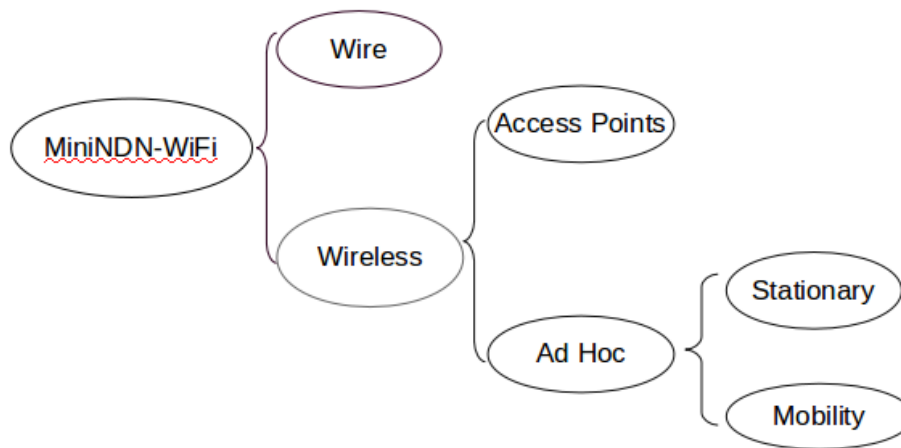 Wire
MiniNDN-WiFi
Access Points
Wireless
Stationary
Ad Hoc
Mobility